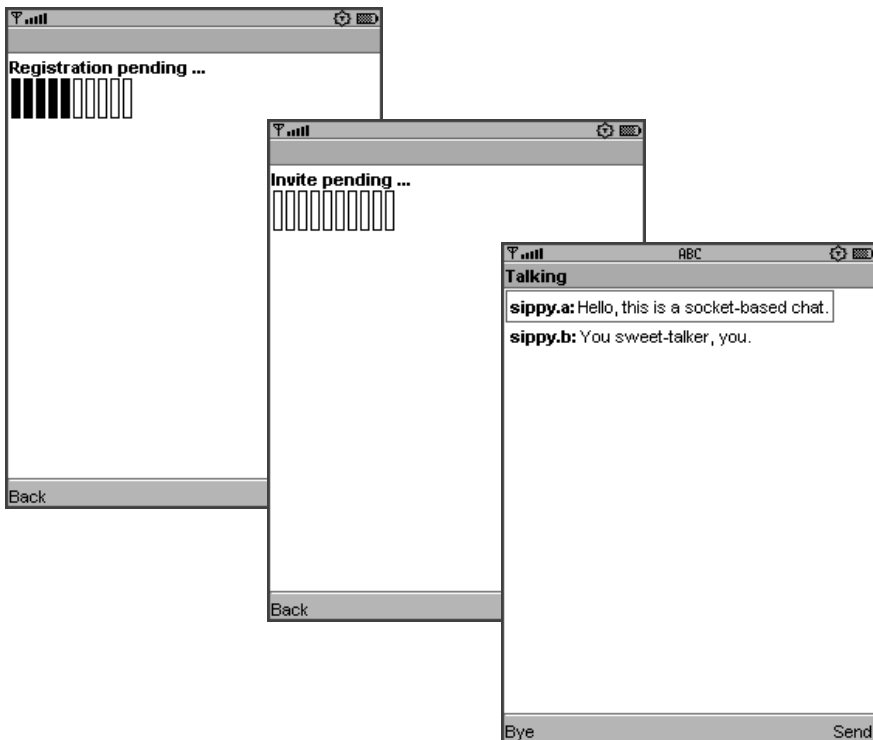 Registration pending ...
Back
Invite pending ...
Back
ABC
Talking
sippy.a: Hello, this is a socket-based chat.
sippy.b: You sweet-talker, you.
Bye
Send